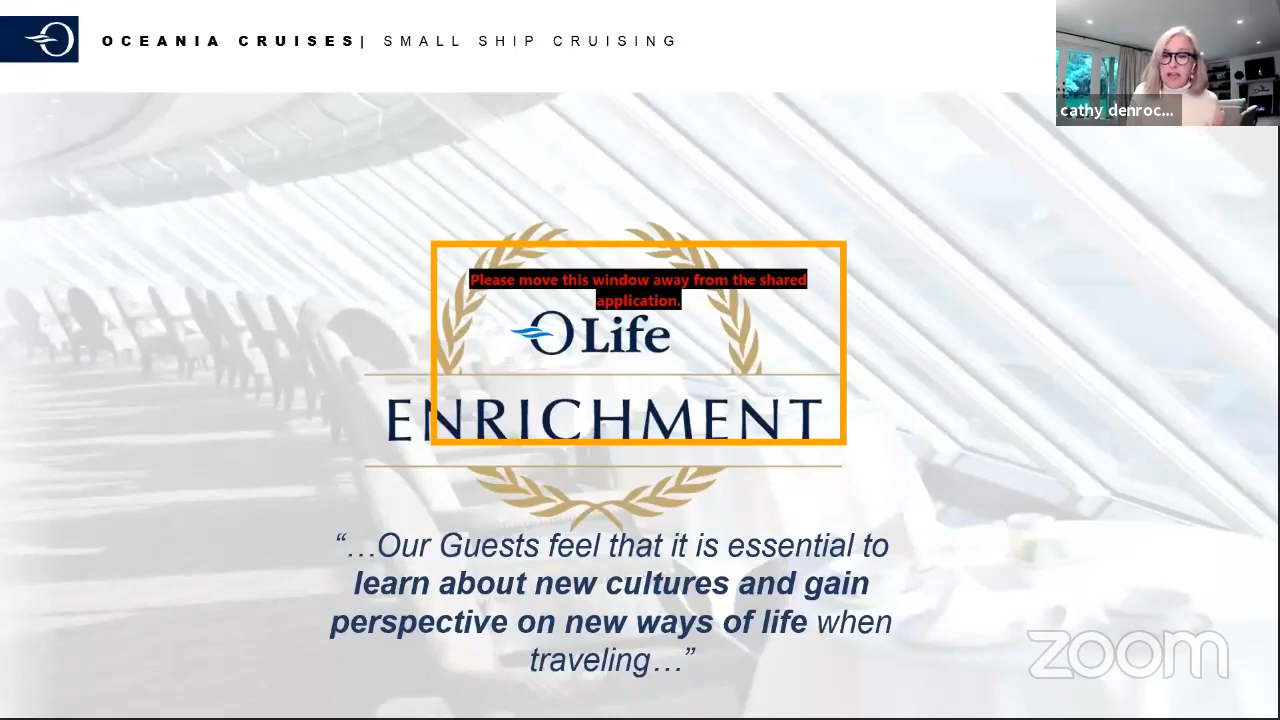 OCEANIA CRUISES| SMALL SHIP CRUISING
cathy denroc...
Please move this window away from the shared
application.
O Life
ENRICHMENT
“…Our Guests feel that it is essential to
learn about new cultures and gain
perspective on new ways of life when
traveling…”
zoom